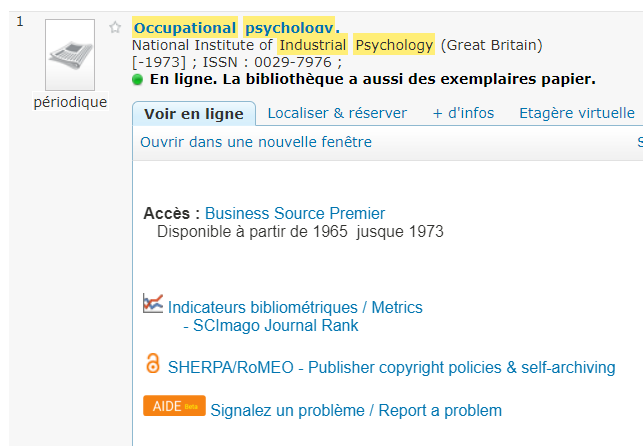 1
Occupational psychology.
National Institute of Industrial Psychology (Great Britain)
[-1973] ; ISSN : 0029-7976 ;
En ligne. La bibliothèque a aussi des exemplaires papier.
périodique
Voir en ligne Localiser & réserver + d'infos Etagère virtuelle
Ouvrir dans une nouvelle fenêtre S
Accès : Business Source Premier
Disponible à partir de 1965 jusque 1973
Indicateurs bibliométriques / Metrics
- SCImago Journal Rank
SHERPA/RoMEO - Publisher copyright policies & self-archiving
AIDE Beta Signalez un problème / Report a problem